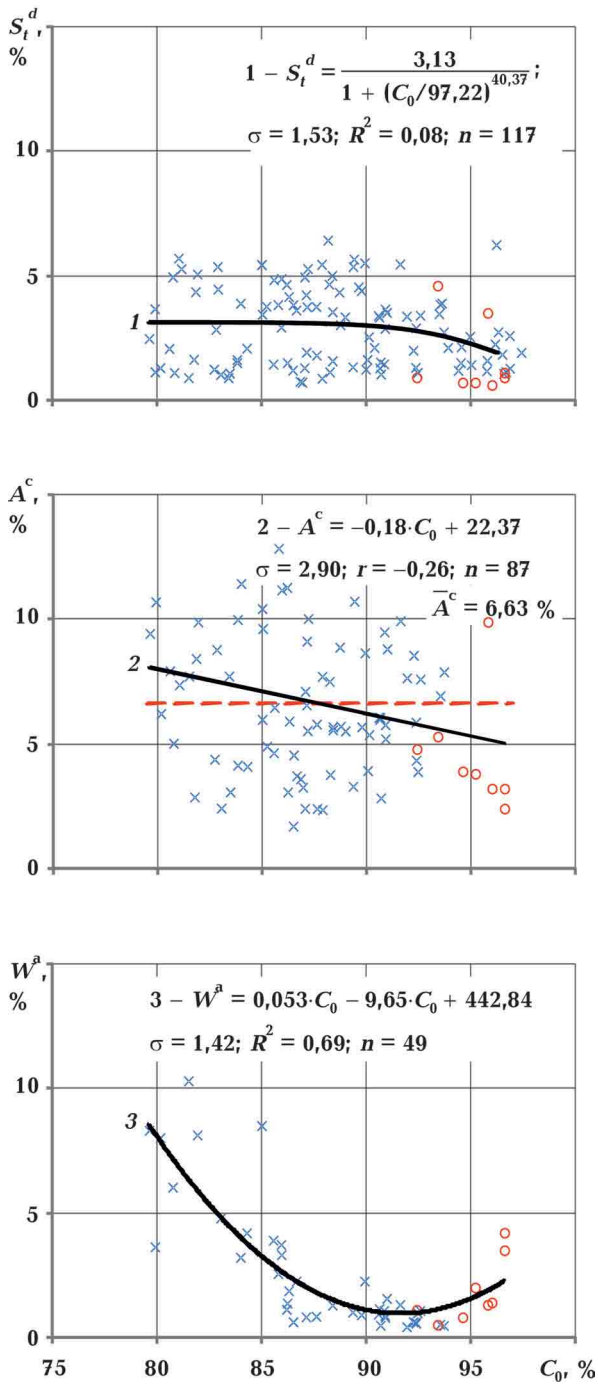 S_t^d,
%
1 – S_t^d = 3,13 / 1 + (C_0/97,22)^40,37;
σ = 1,53; R^2 = 0,08; n = 117
10
5
1
0
A^c,
%
2 – A^c = –0,18·C_0 + 22,37
σ = 2,90; r = –0,26; n = 87
A̅^c = 6,63 %
10
2
5
0
W^a,
%
3 – W^a = 0,053·C_0 – 9,65·C_0 + 442,84
σ = 1,42; R^2 = 0,69; n = 49
10
3
5
0
75 80 85 90 95 C_0, %